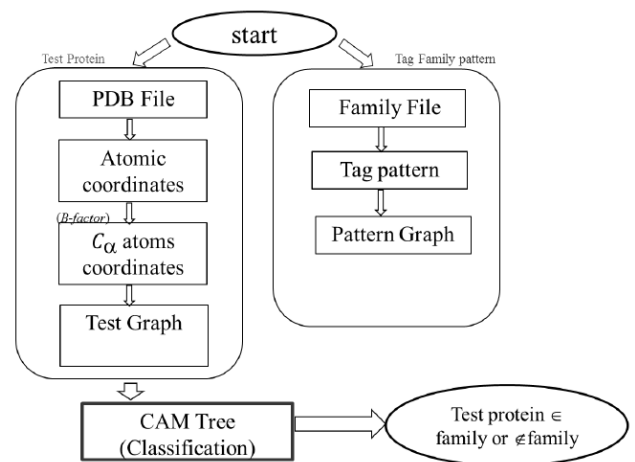 start
Test Protein
PDB File
Atomic
coordinates
(B-factor)
Cα atoms
coordinates
Test Graph
Tag Family pattern
Family File
Tag pattern
Pattern Graph
CAM Tree
(Classification)
Test protein ∈
family or ∉family